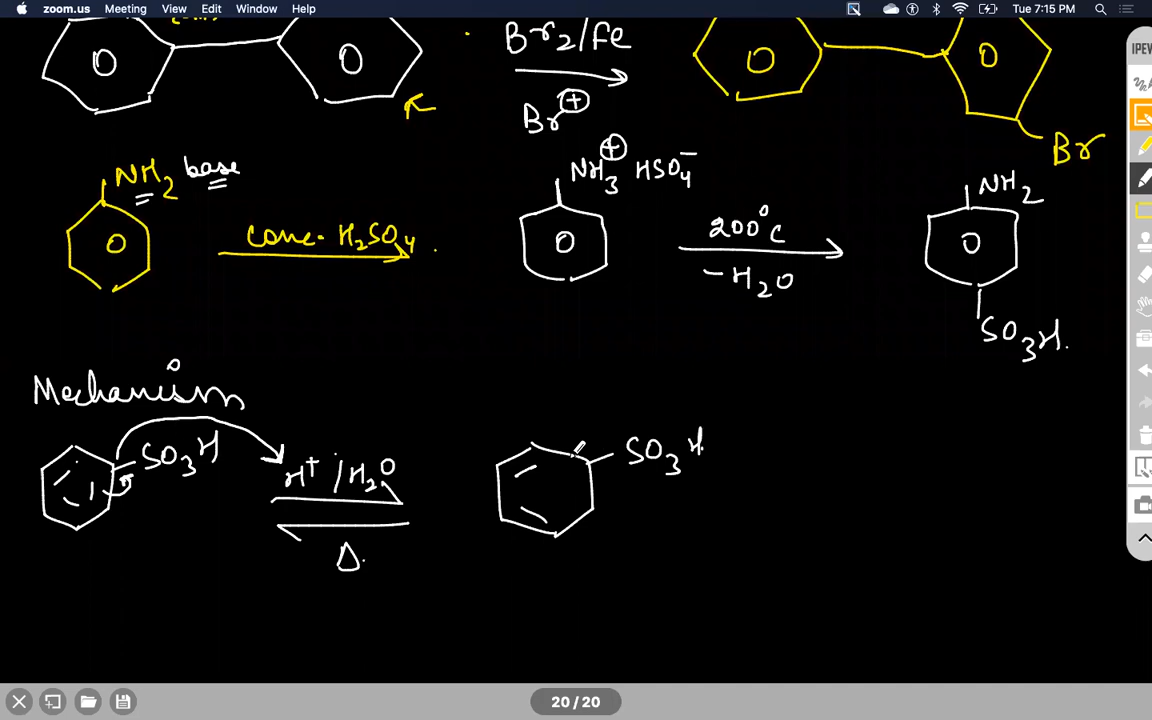 zoom.us Meeting View Edit Window Help Tue 7:15 PM
IPEV
Br2/Fe
Br⊕
Br
NH2 base
conc. H2SO4.
NH3⊕ HSO4−
200°C
−H2O
NH2
SO3H.
Mechanism
SO3H
H+/H2O
Δ.
SO3H
20/20